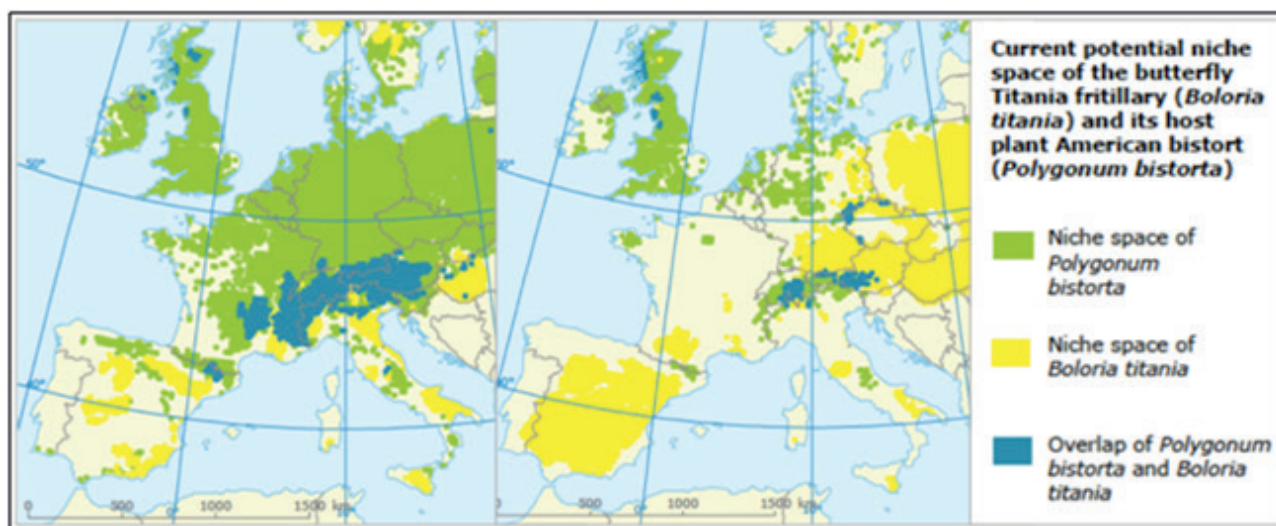 50°
40°
0 500 1000 1500 km
0 500 1000 1500 km
Current potential niche
space of the butterfly
Titania fritillary (Boloria
titania) and its host
plant American bistort
(Polygonum bistorta)
Niche space of
Polygonum
bistorta
Niche space of
Boloria titania
Overlap of Polygonum
bistorta and Boloria
titania